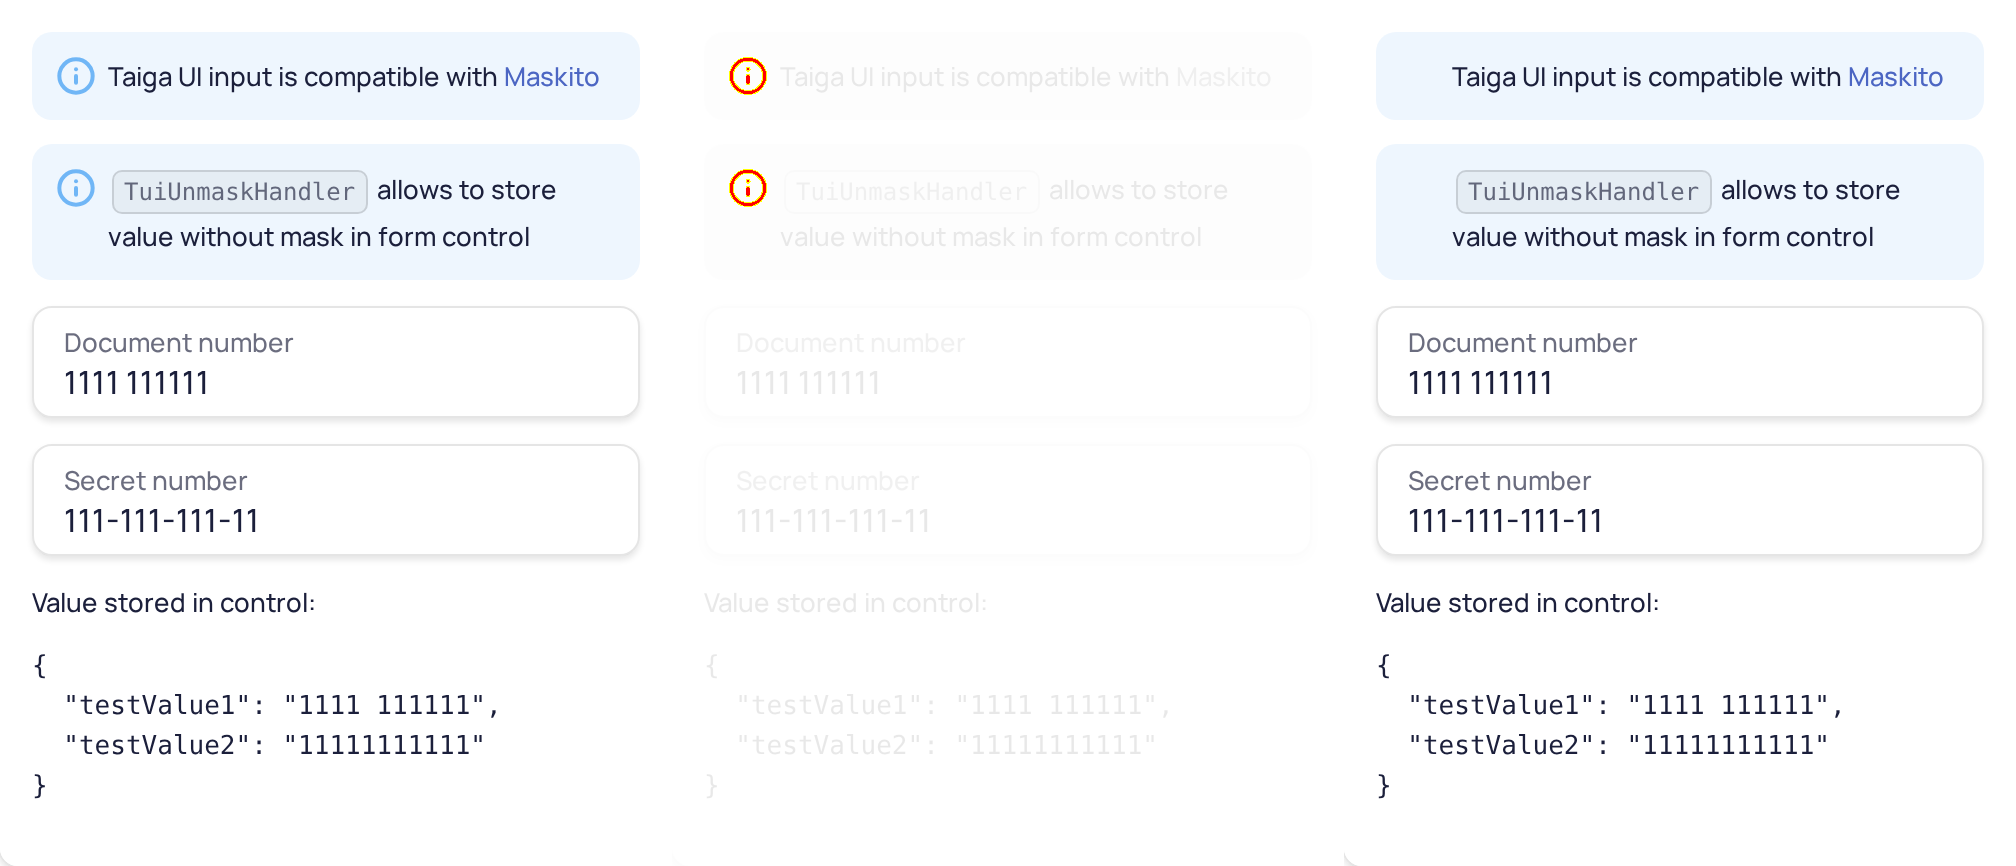 Taiga UI input is compatible with Maskito
TuiUnmaskHandler allows to store
value without mask in form control
Document number
1111 111111
Secret number
111-111-111-11
Value stored in control:
{
"testValue1": "1111 111111",
"testValue2": "11111111111"
}
Taiga UI input is compatible with Maskito
TuiUnmaskHandler allows to store
value without mask in form control
Document number
1111 111111
Secret number
111-111-111-11
Value stored in control:
{
"testValue1": "1111 111111",
"testValue2": "11111111111"
}
Taiga UI input is compatible with Maskito
TuiUnmaskHandler allows to store
value without mask in form control
Document number
1111 111111
Secret number
111-111-111-11
Value stored in control:
{
"testValue1": "1111 111111",
"testValue2": "11111111111"
}